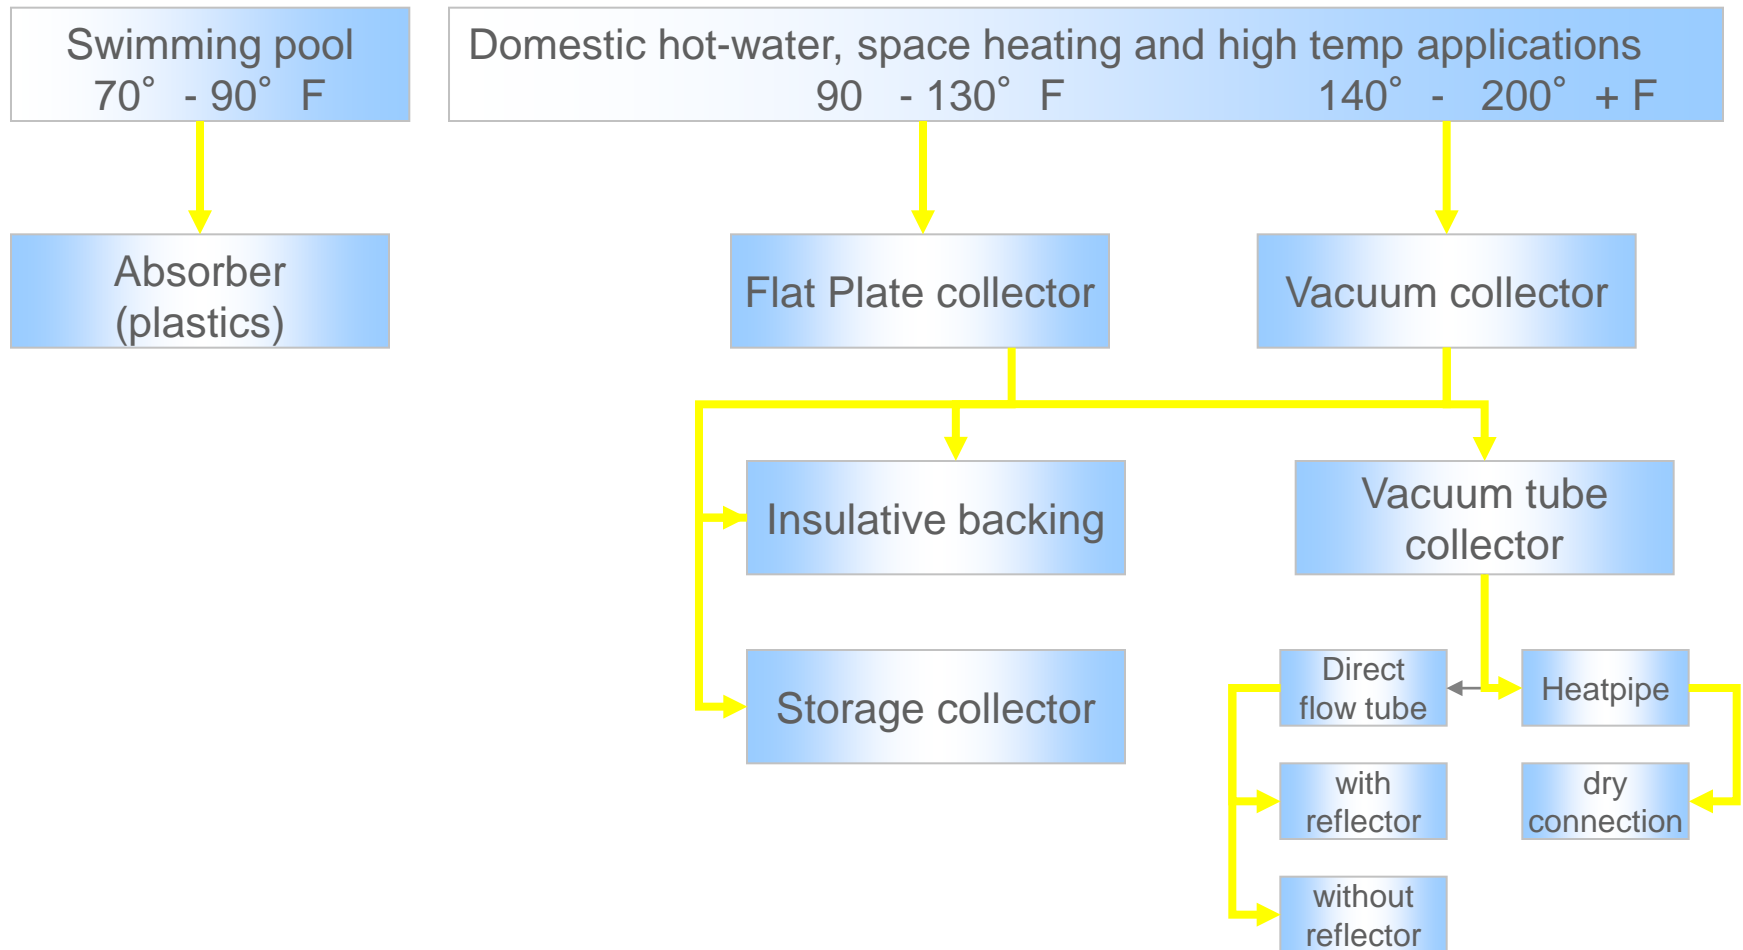 Swimming pool
70° - 90° F
Domestic hot-water, space heating and high temp applications
90 - 130° F 140° - 200° + F
Absorber
(plastics)
Flat Plate collector
Vacuum collector
Insulative backing
Vacuum tube
collector
Storage collector
Direct
flow tube
Heatpipe
with
reflector
dry
connection
without
reflector